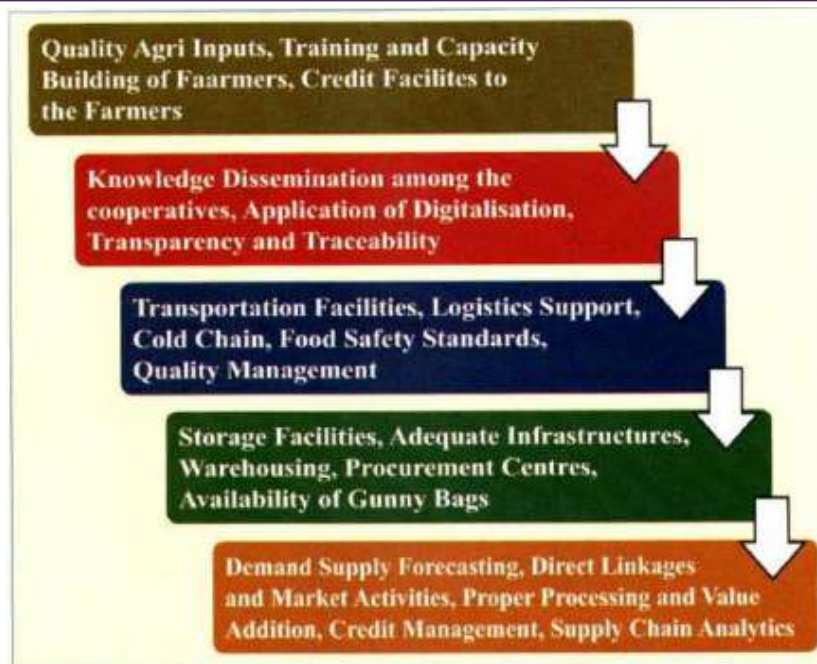 Quality Agri Inputs, Training and Capacity
Building of Faarmers, Credit Facilites to
the Farmers
Knowledge Dissemination among the
cooperatives, Application of Digitalisation,
Transparency and Traceability
Transportation Facilities, Logistics Support,
Cold Chain, Food Safety Standards,
Quality Management
Storage Facilities, Adequate Infrastructures,
Warehousing, Procurement Centres,
Availability of Gunny Bags
Demand Supply Forecasting, Direct Linkages
and Market Activities, Proper Processing and Value
Addition, Credit Management, Supply Chain Analytics